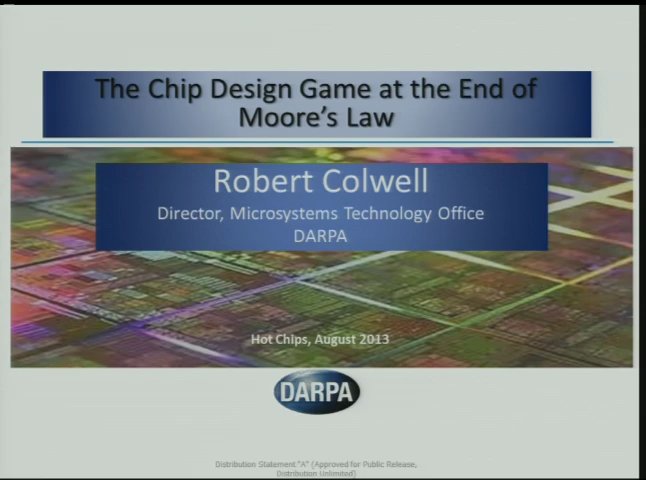 The Chip Design Game at the End of
Moore's Law
Robert Colwell
Director, Microsystems Technology Office
DARPA
Hot Chips, August 2013
DARPA
Distribution Statement "A" (Approved for Public Release,
Distribution Unlimited)